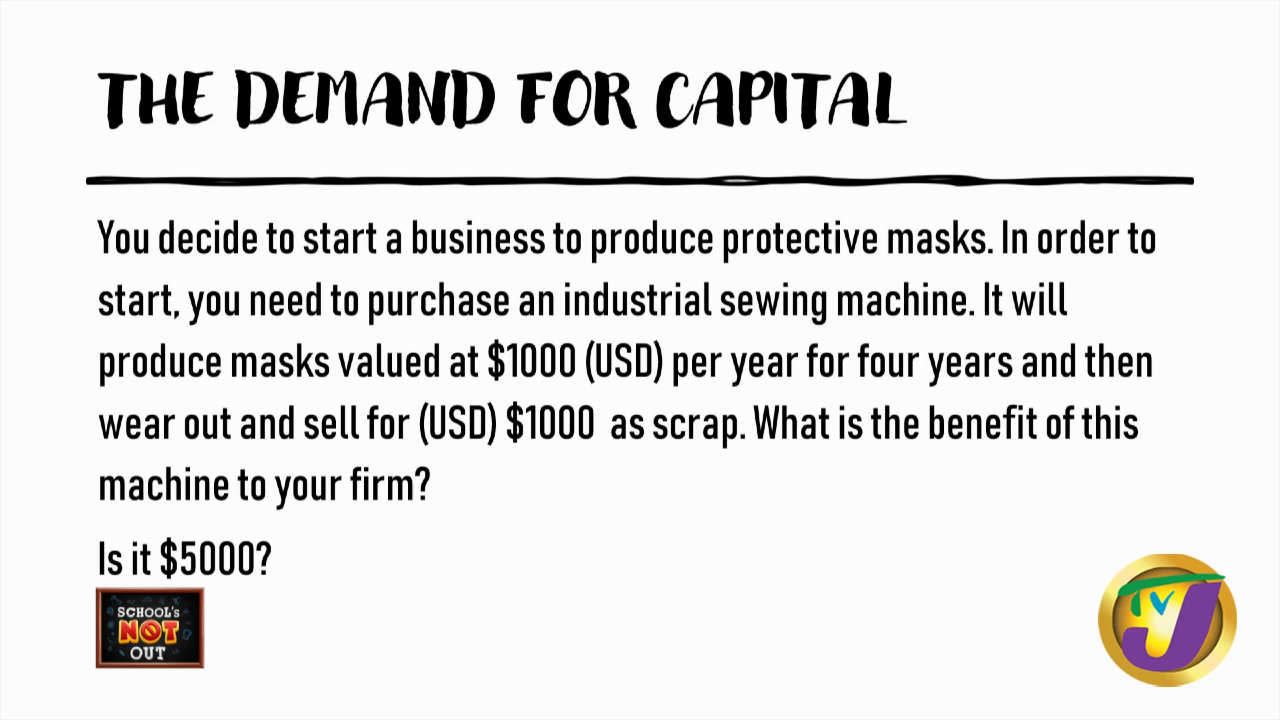 THE DEMAND FOR CAPITAL
You decide to start a business to produce protective masks. In order to
start, you need to purchase an industrial sewing machine. It will
produce masks valued at $1000 (USD) per year for four years and then
wear out and sell for (USD) $1000 as scrap. What is the benefit of this
machine to your firm?
Is it $5000?
SCHOOL's
NOT
OUT
TVJ